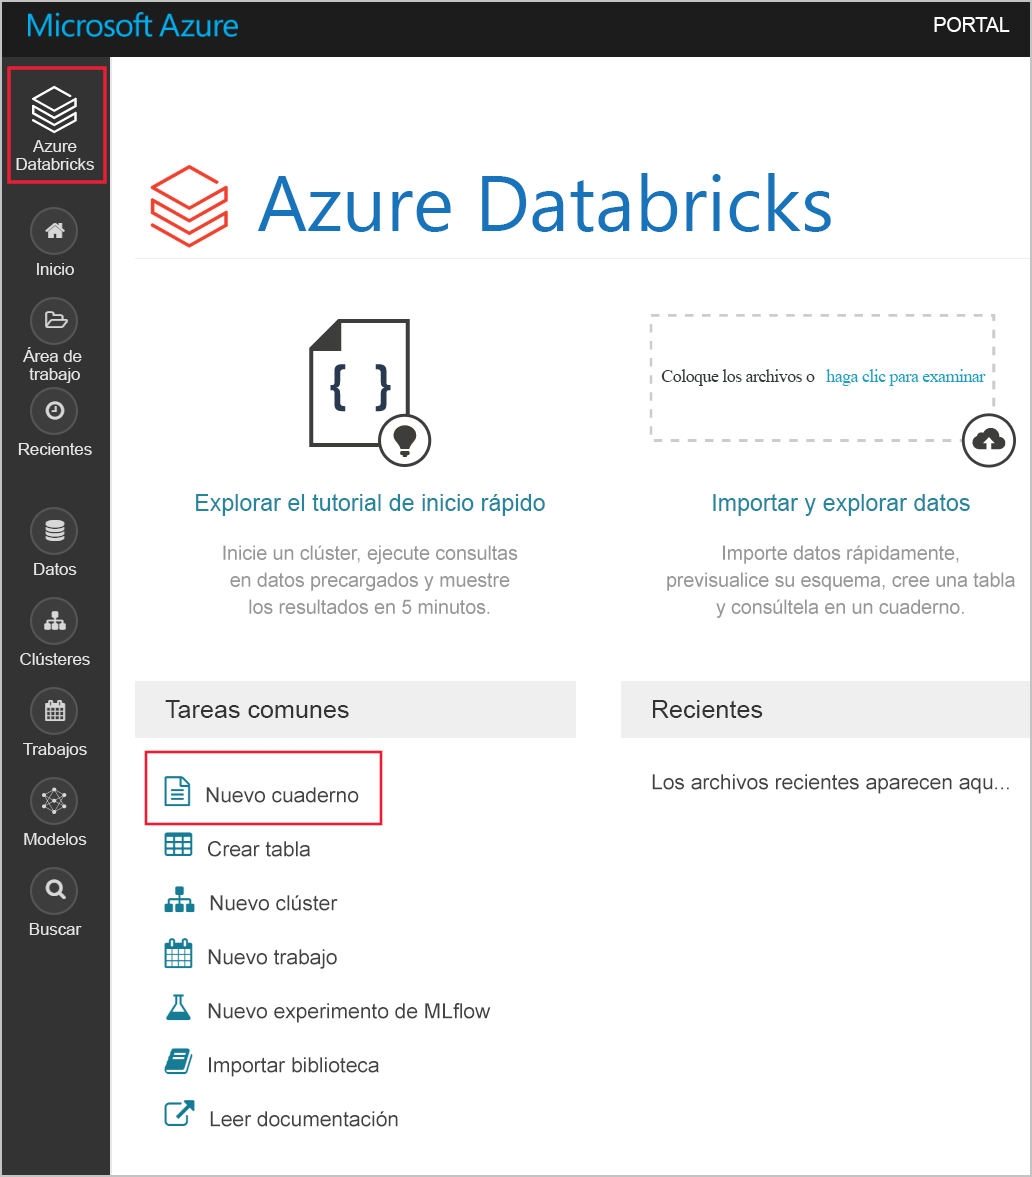 Microsoft Azure
PORTAL
Azure
Databricks
Inicio
Área de
trabajo
Recientes
Datos
Clústeres
Trabajos
Modelos
Buscar
Azure Databricks
{ }
Explorar el tutorial de inicio rápido
Inicie un clúster, ejecute consultas
en datos precargados y muestre
los resultados en 5 minutos.
Coloque los archivos o haga clic para examinar
Importar y explorar datos
Importe datos rápidamente,
previsualice su esquema, cree una tabla
y consúltela en un cuaderno.
Tareas comunes
Nuevo cuaderno
Crear tabla
Nuevo clúster
Nuevo trabajo
Nuevo experimento de MLflow
Importar biblioteca
Leer documentación
Recientes
Los archivos recientes aparecen aqu...